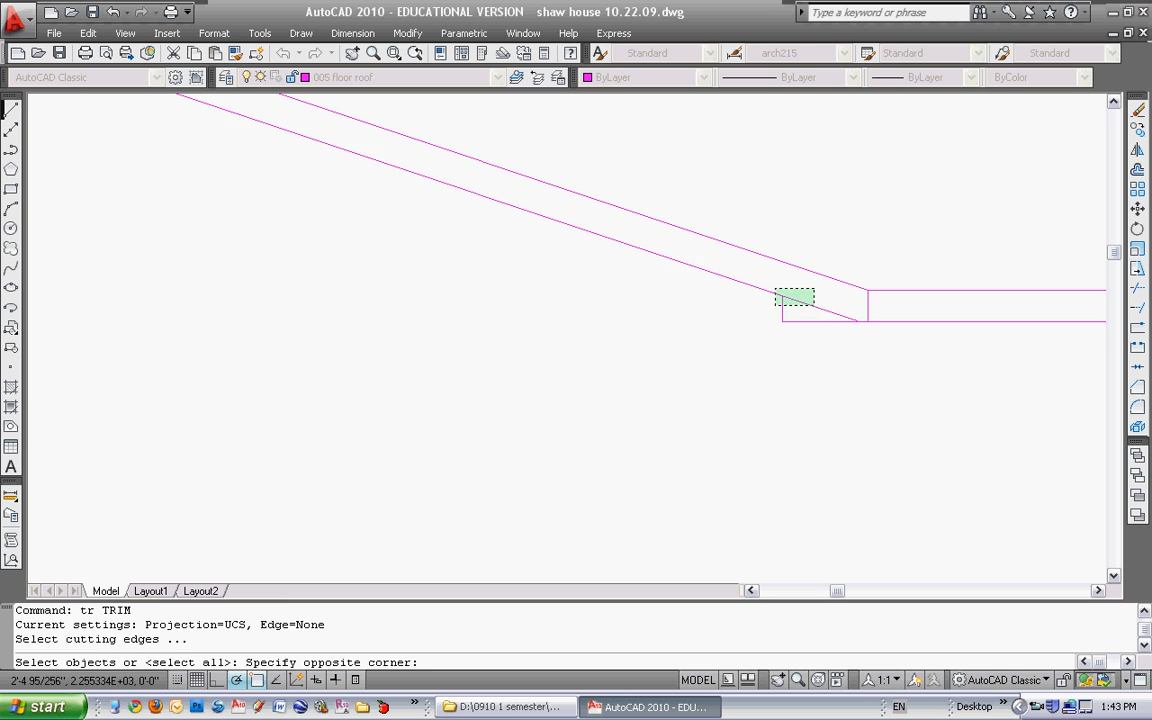 AutoCAD 2010 - EDUCATIONAL VERSION shaw house 10.22.09.dwg
Type a keyword or phrase
File Edit View Insert Format Tools Draw Dimension Modify Parametric Window Help Express
Standard arch215 Standard Standard
AutoCAD Classic 005 floor roof ByLayer ByLayer ByLayer ByColor
Model Layout1 Layout2
Command: tr TRIM
Current settings: Projection=UCS, Edge=None
Select cutting edges ...
Select objects or <select all>: Specify opposite corner:
2'-4 95/256", 2.255334E+03, 0'-0" MODEL 1:1 AutoCAD Classic
start D:\0910 1 semester\... AutoCAD 2010 - EDU... EN Desktop 1:43 PM